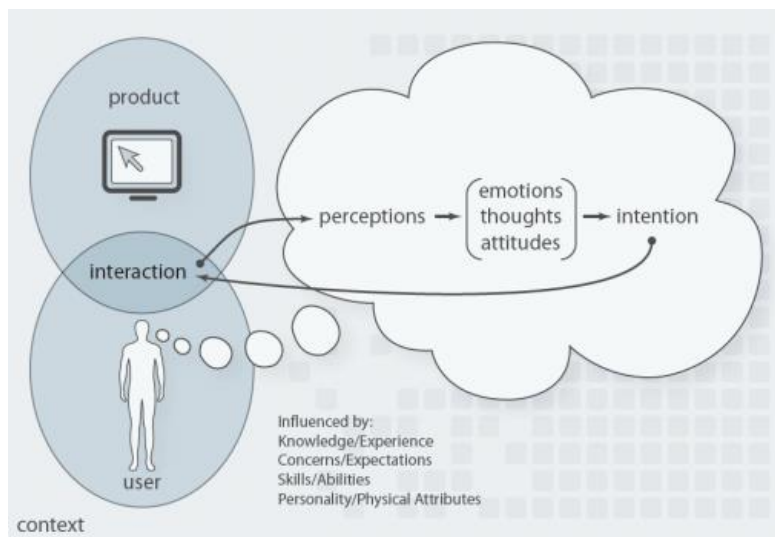 product
interaction
user
perceptions
emotions
thoughts
attitudes
intention
Influenced by:
Knowledge/Experience
Concerns/Expectations
Skills/Abilities
Personality/Physical Attributes
context